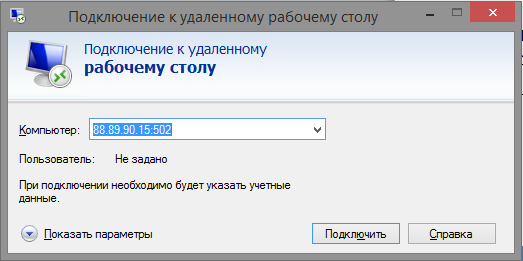 Подключение к удаленному рабочему столу
Подключение к удаленному
рабочему столу
Компьютер: 88.89.90.15:502
Пользователь: Не задано
При подключении необходимо будет указать учетные
данные.
Показать параметры Подключить Справка